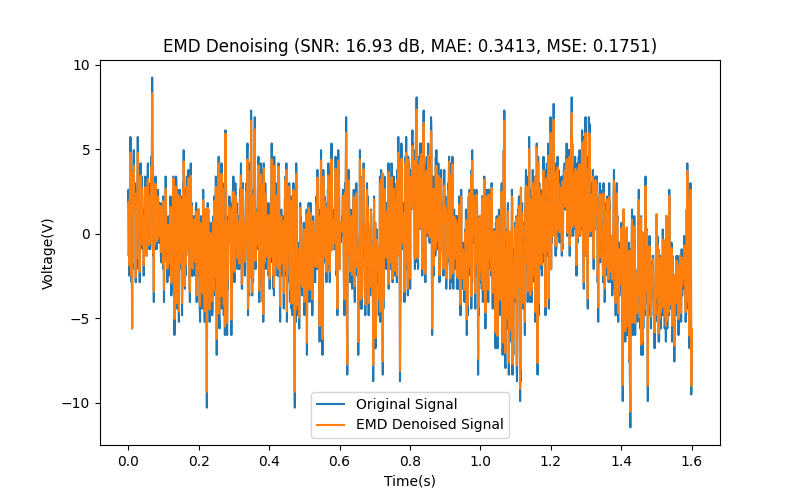 EMD Denoising (SNR: 16.93 dB, MAE: 0.3413, MSE: 0.1751)
10
5
0
−5
−10
Voltage(V)
Original Signal
EMD Denoised Signal
0.0 0.2 0.4 0.6 0.8 1.0 1.2 1.4 1.6
Time(s)